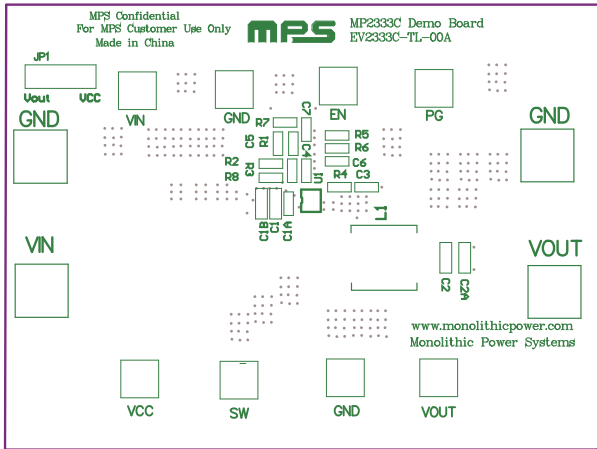 MPS Confidential
For MPS Customer Use Only
Made in China
mps
MP2333C Demo Board
EV2333C-TL-00A
JP1
Vout VCC
VIN
GND
EN
PG
GND
GND
C7
R7
C5
R1
C4
R5
R6
C6
R2
R3
R8
U1
R4
C3
C1B
C1
C1A
L1
VIN
VOUT
C2
C2A
www.monolithicpower.com
Monolithic Power Systems
VCC
SW
GND
VOUT